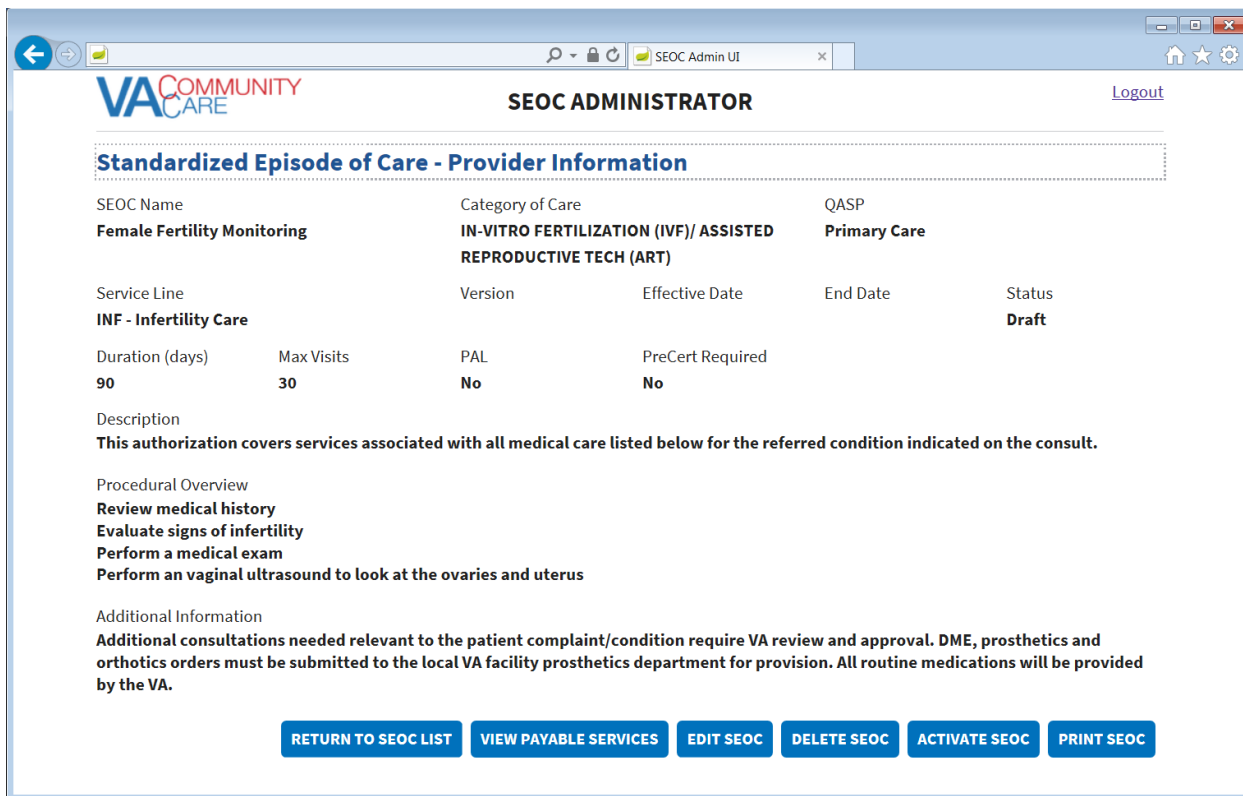 SEOC Admin UI
VA COMMUNITY CARE
SEOC ADMINISTRATOR
Logout
Standardized Episode of Care - Provider Information
SEOC Name Category of Care QASP
Female Fertility Monitoring IN-VITRO FERTILIZATION (IVF)/ ASSISTED Primary Care
REPRODUCTIVE TECH (ART)
Service Line Version Effective Date End Date Status
INF - Infertility Care Draft
Duration (days) Max Visits PAL PreCert Required
90 30 No No
Description
This authorization covers services associated with all medical care listed below for the referred condition indicated on the consult.
Procedural Overview
Review medical history
Evaluate signs of infertility
Perform a medical exam
Perform an vaginal ultrasound to look at the ovaries and uterus
Additional Information
Additional consultations needed relevant to the patient complaint/condition require VA review and approval. DME, prosthetics and
orthotics orders must be submitted to the local VA facility prosthetics department for provision. All routine medications will be provided
by the VA.
RETURN TO SEOC LIST VIEW PAYABLE SERVICES EDIT SEOC DELETE SEOC ACTIVATE SEOC PRINT SEOC